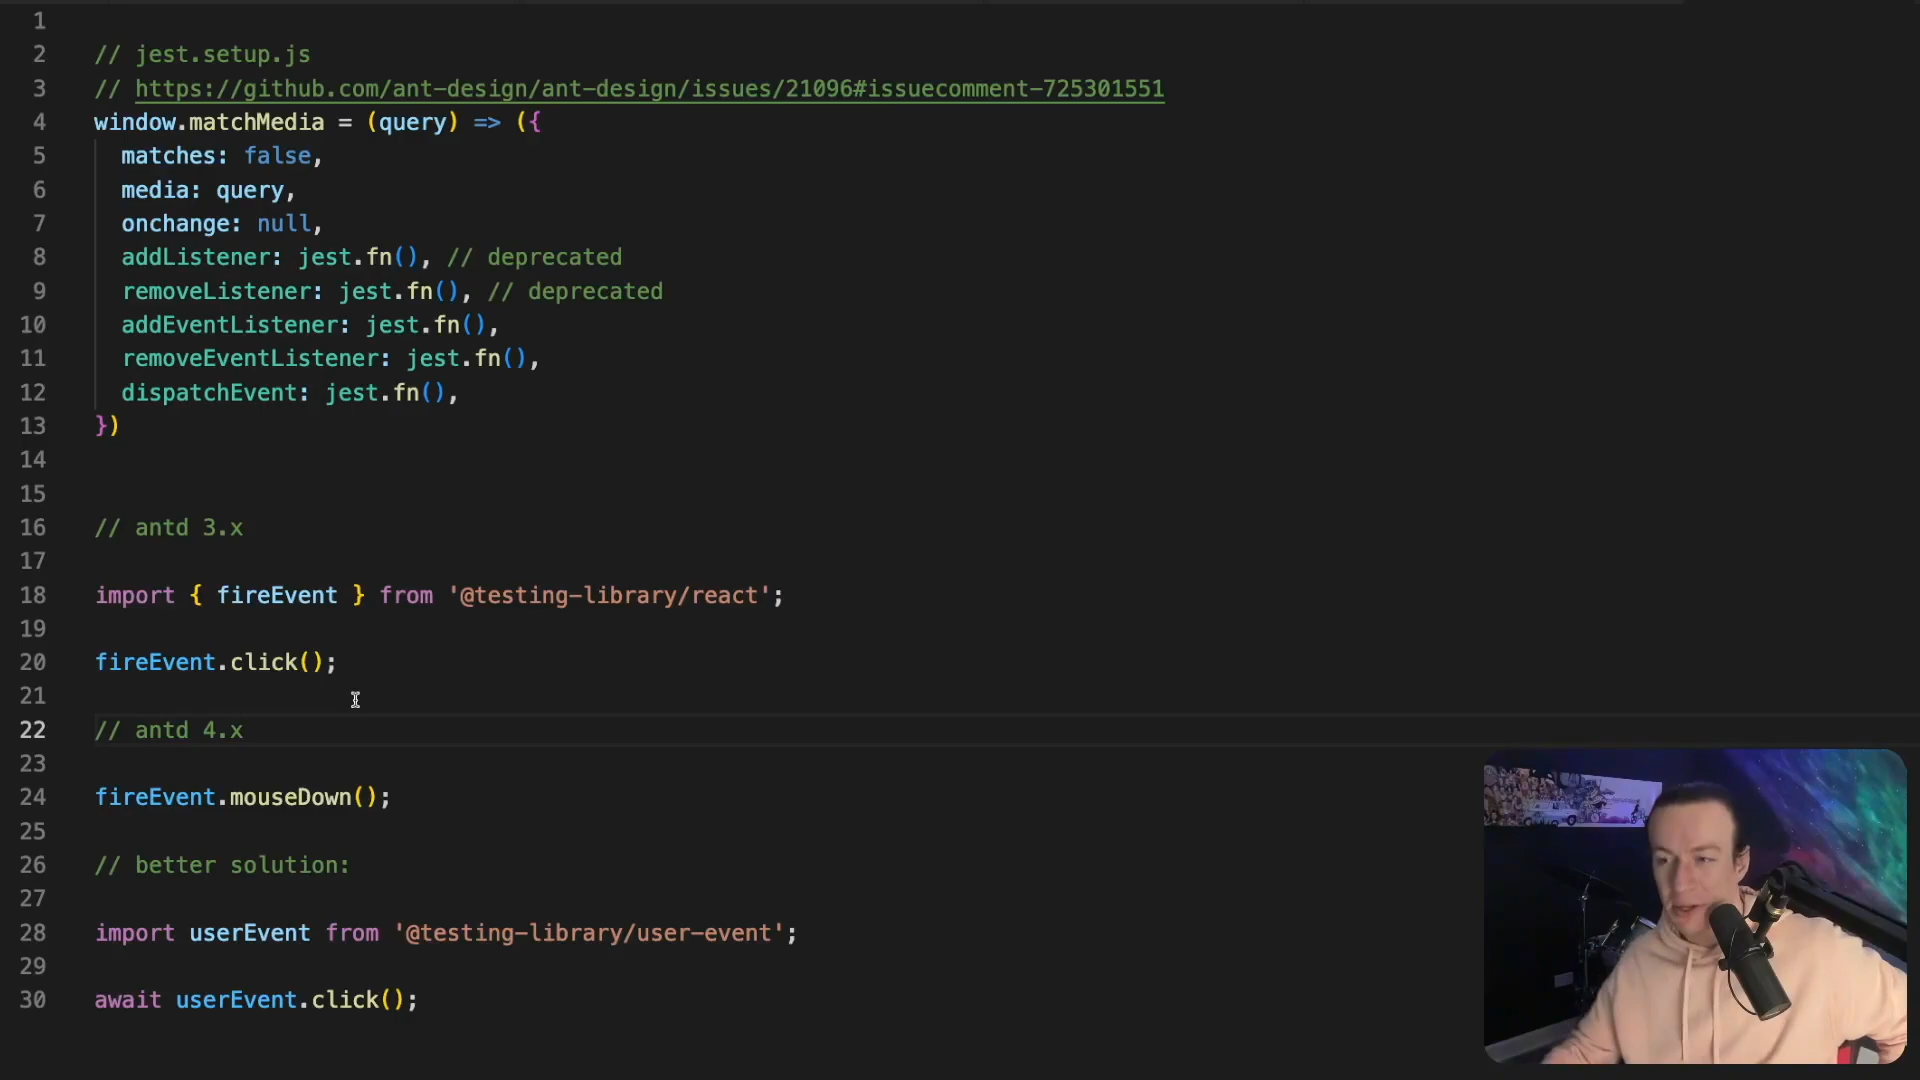 1
2 // jest.setup.js
3 // https://github.com/ant-design/ant-design/issues/21096#issuecomment-725301551
4 window.matchMedia = (query) => ({
5 matches: false,
6 media: query,
7 onchange: null,
8 addListener: jest.fn(), // deprecated
9 removeListener: jest.fn(), // deprecated
10 addEventListener: jest.fn(),
11 removeEventListener: jest.fn(),
12 dispatchEvent: jest.fn(),
13 })
14
15
16 // antd 3.x
17
18 import { fireEvent } from '@testing-library/react';
19
20 fireEvent.click();
21
22 // antd 4.x
23
24 fireEvent.mouseDown();
25
26 // better solution:
27
28 import userEvent from '@testing-library/user-event';
29
30 await userEvent.click();